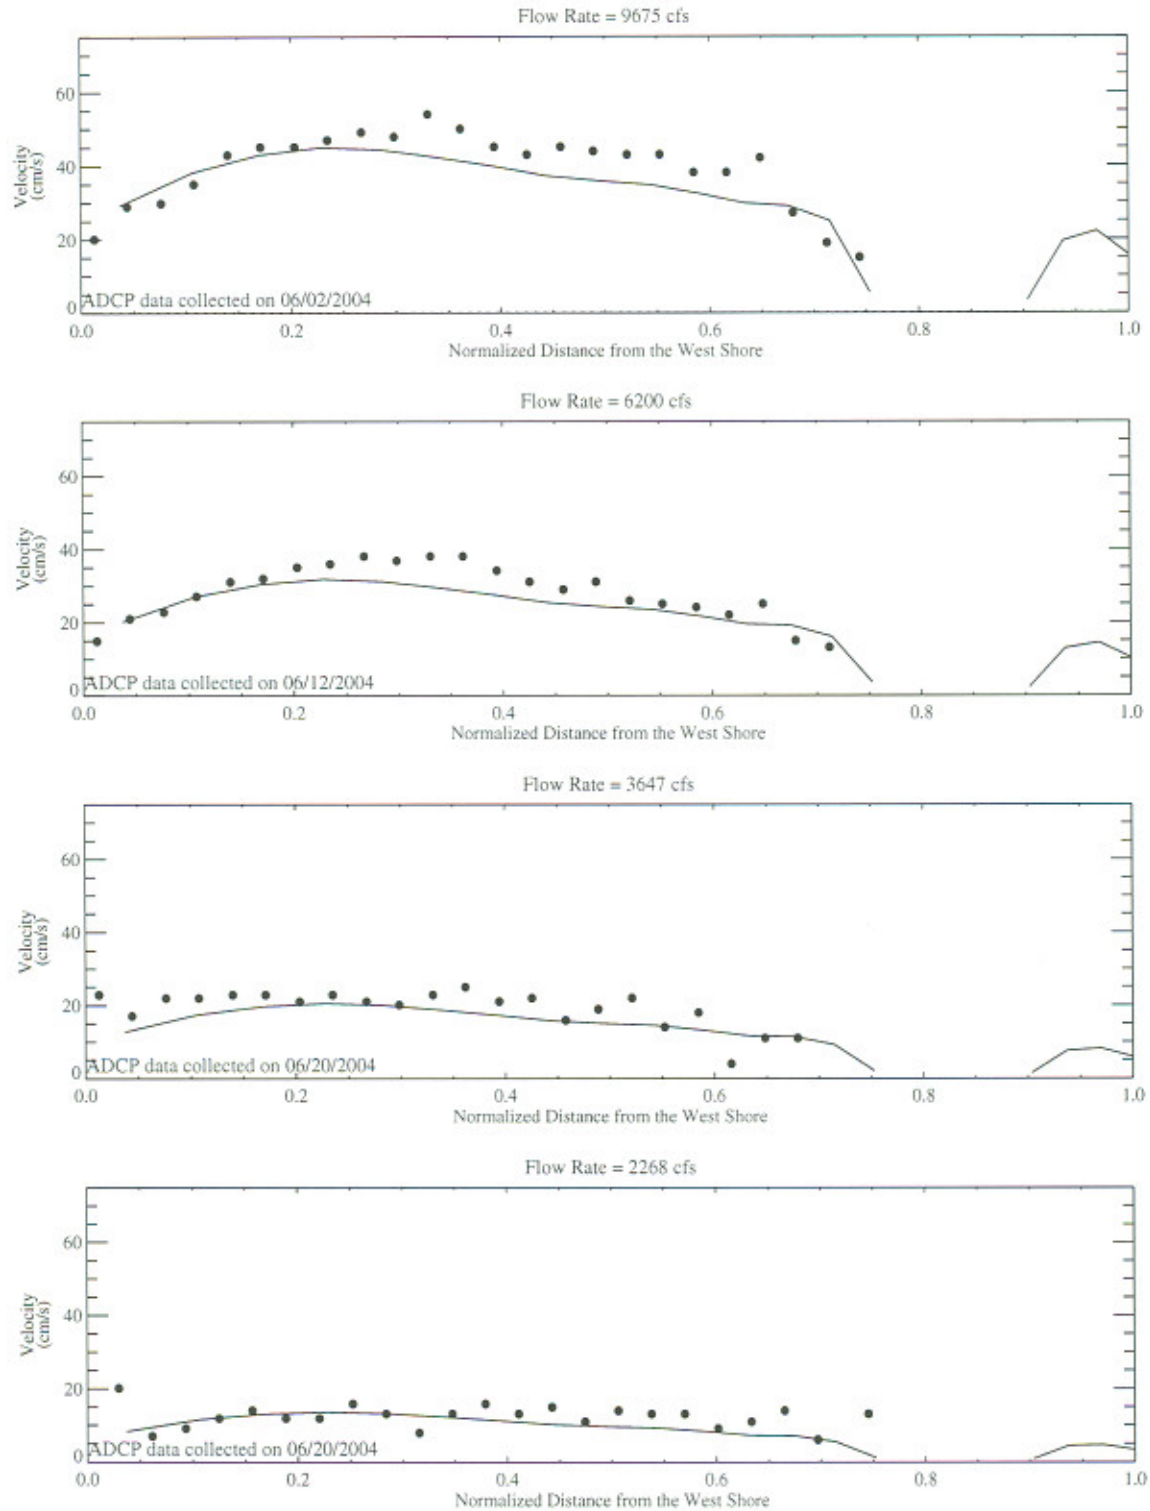 Flow Rate = 9675 cfs
60
40
20
0
Velocity
(cm/s)
ADCP data collected on 06/02/2004
0.0 0.2 0.4 0.6 0.8 1.0
Normalized Distance from the West Shore
Flow Rate = 6200 cfs
60
40
20
0
Velocity
(cm/s)
ADCP data collected on 06/12/2004
0.0 0.2 0.4 0.6 0.8 1.0
Normalized Distance from the West Shore
Flow Rate = 3647 cfs
60
40
20
0
Velocity
(cm/s)
ADCP data collected on 06/20/2004
0.0 0.2 0.4 0.6 0.8 1.0
Normalized Distance from the West Shore
Flow Rate = 2268 cfs
60
40
20
0
Velocity
(cm/s)
ADCP data collected on 06/20/2004
0.0 0.2 0.4 0.6 0.8 1.0
Normalized Distance from the West Shore